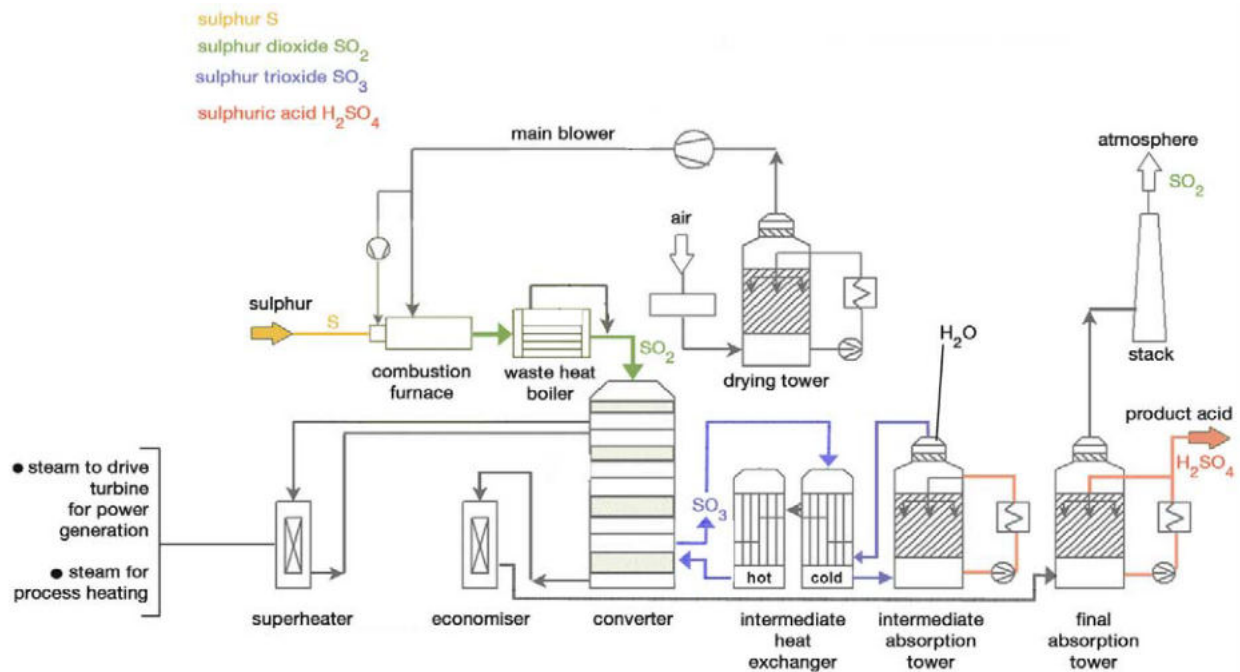 sulphur S
sulphur dioxide SO₂
sulphur trioxide SO₃
sulphuric acid H₂SO₄
main blower
atmosphere
SO₂
air
sulphur
S
SO₂
H₂O
combustion
furnace
waste heat
boiler
drying tower
stack
product acid
H₂SO₄
● steam to drive
turbine
for power
generation
● steam for
process heating
SO₃
hot
cold
superheater
economiser
converter
intermediate
heat
exchanger
intermediate
absorption
tower
final
absorption
tower